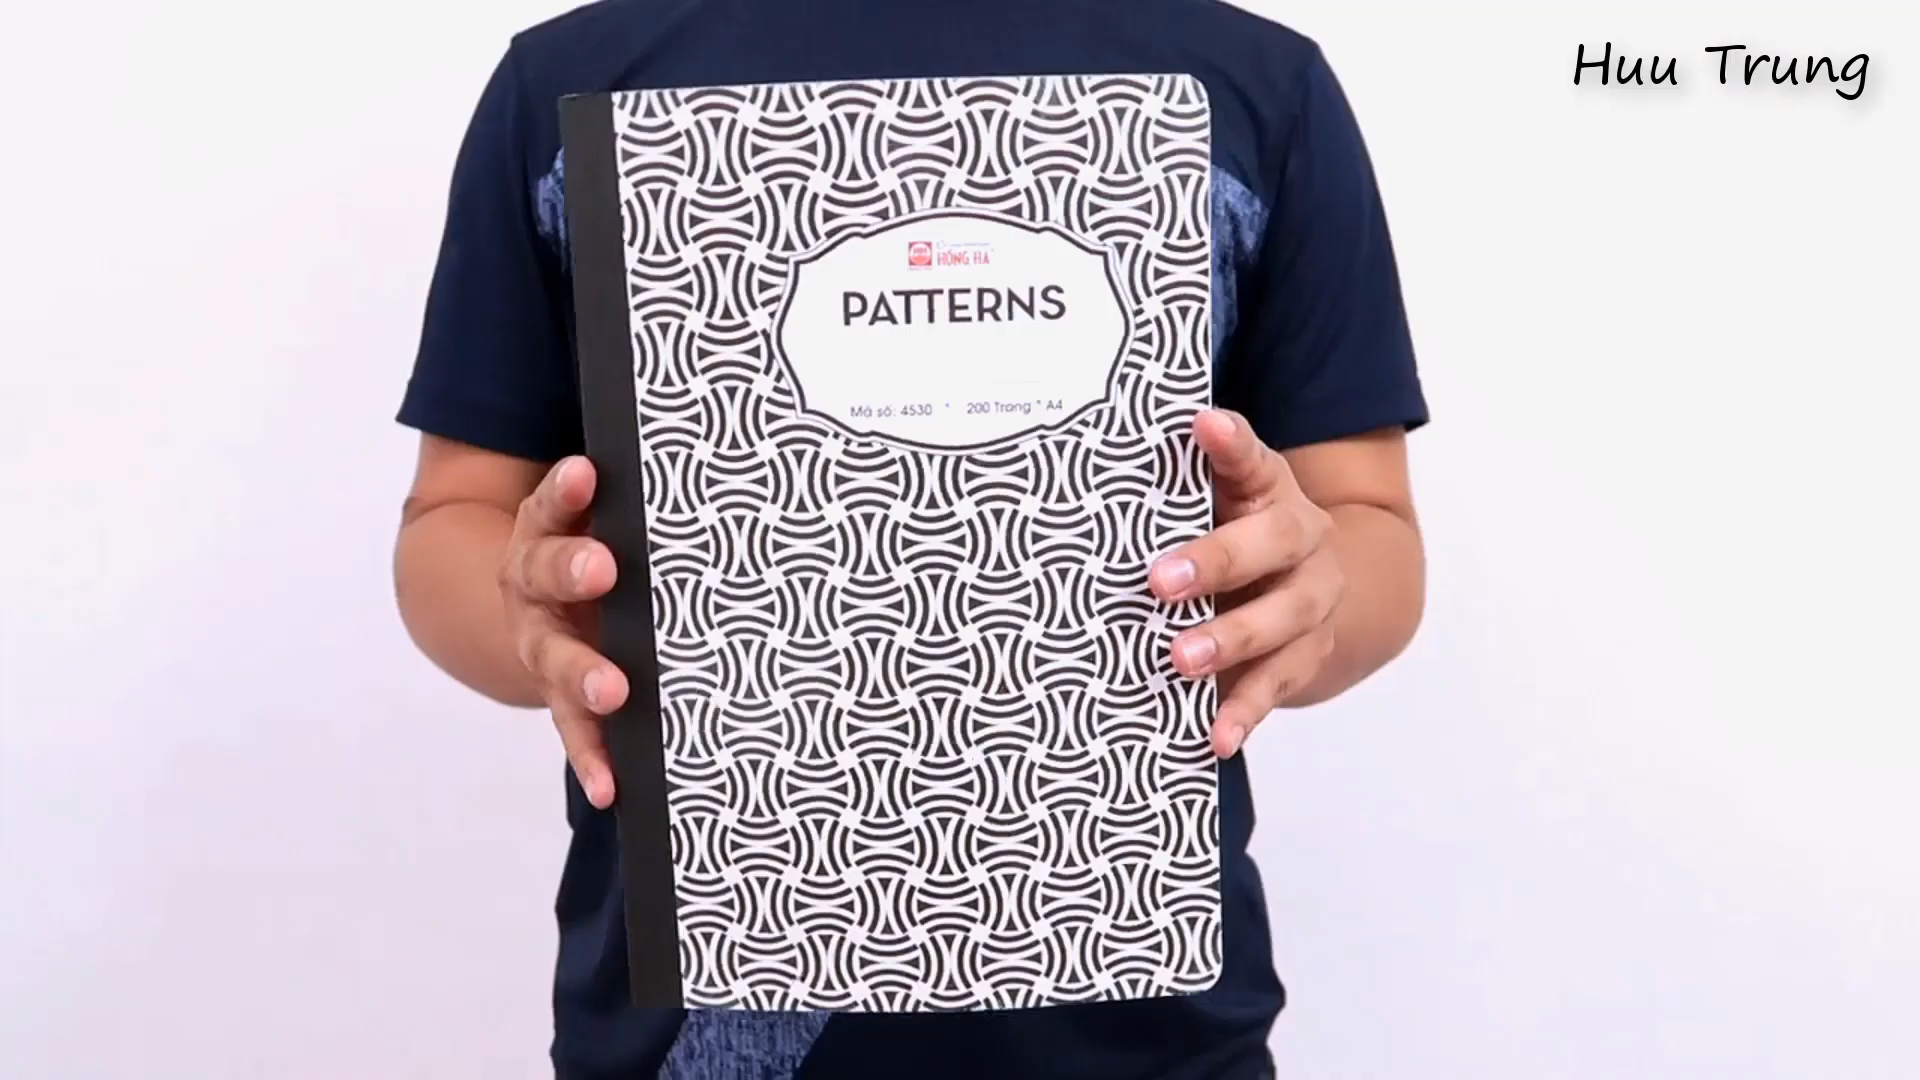 Huu Trung
HỒNG HÀ
PATTERNS
Mã số: 4530 * 200 Trang * A4